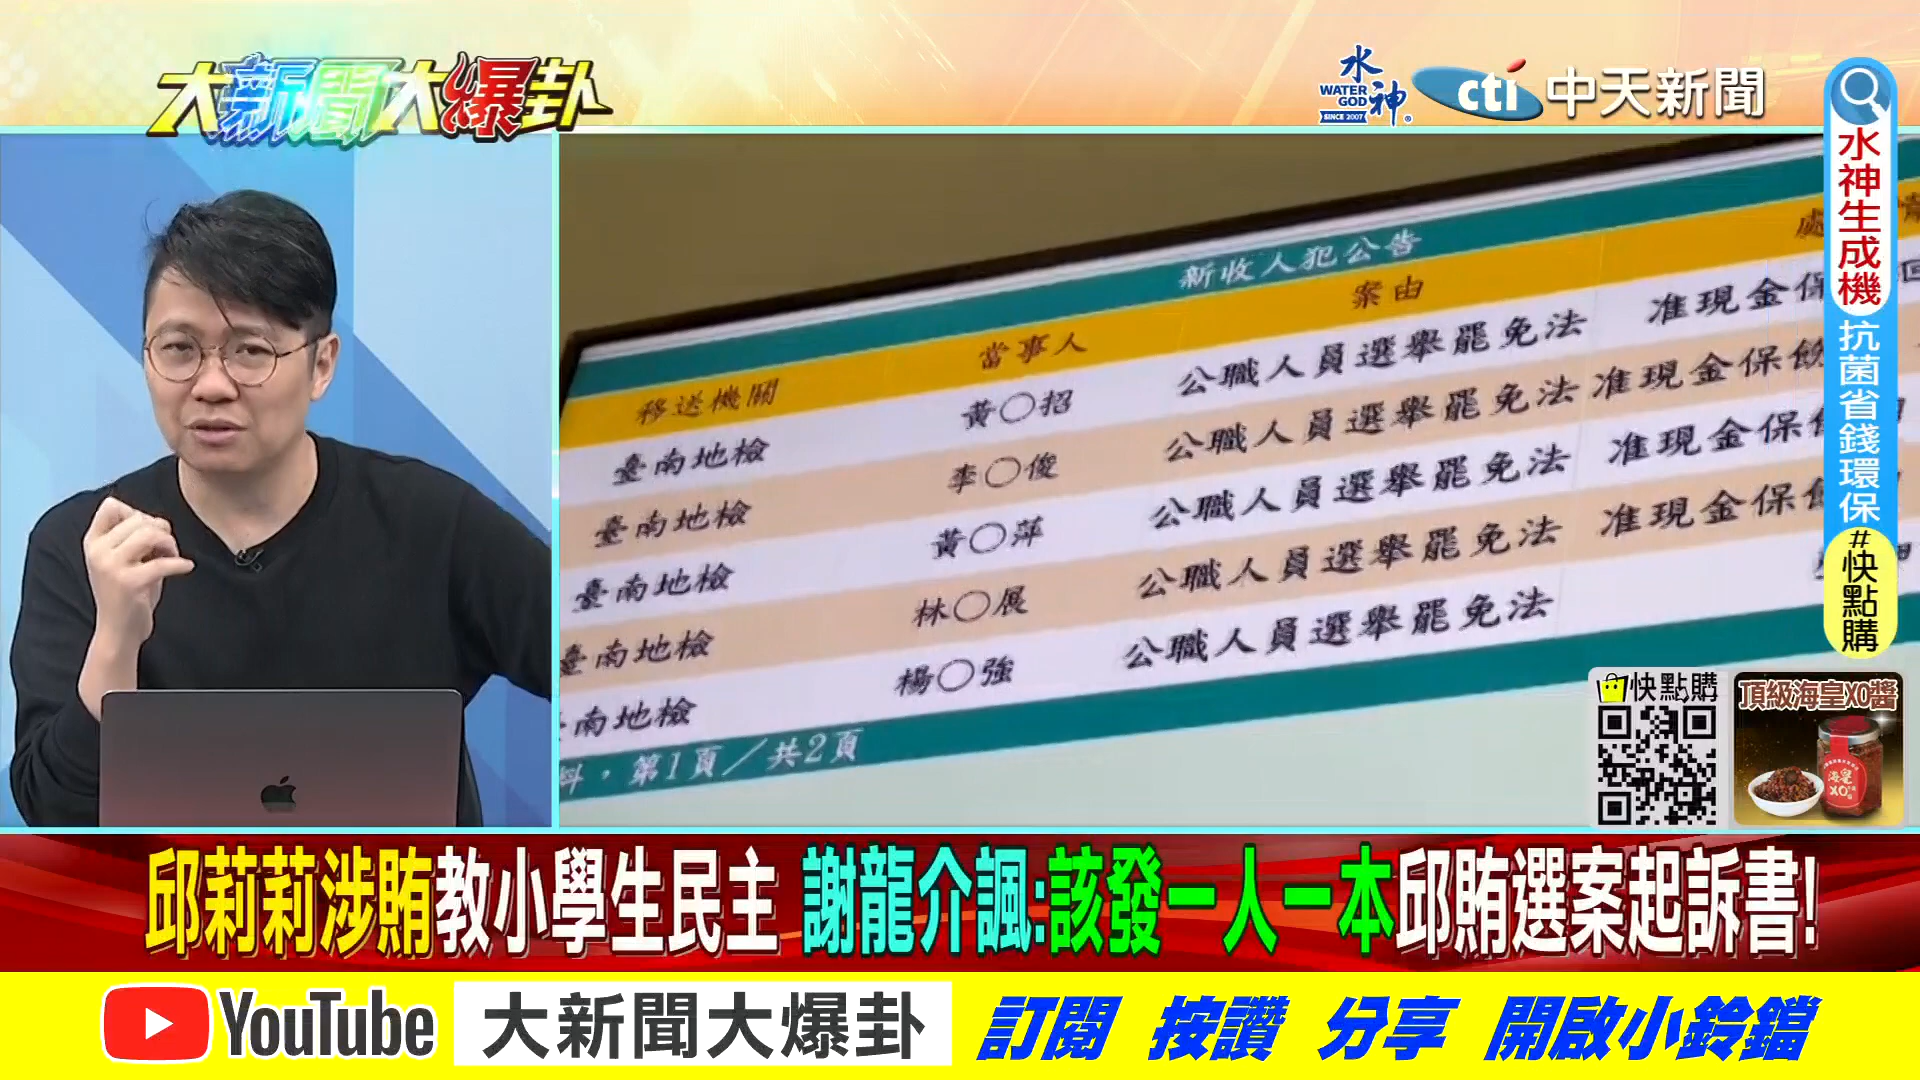 大新聞大爆卦
水神
WATER GOD
SINCE 2007
cti 中天新聞
水神生成機
抗菌省錢環保
#快點購
新收人犯公告
移送機關 當事人 案由
臺南地檢 黃○招 公職人員選舉罷免法 准現金保
臺南地檢 李○俊 公職人員選舉罷免法 准現金保飭
臺南地檢 黃○萍 公職人員選舉罷免法 准現金保
臺南地檢 林○展 公職人員選舉罷免法 准現金保飭
南地檢 楊○強 公職人員選舉罷免法
料，第1頁／共2頁
快點購
頂級海皇XO醬
海皇
XO
邱莉莉涉賄教小學生民主 謝龍介諷:該發一人一本邱賄選案起訴書!
YouTube 大新聞大爆卦 訂閱 按讚 分享 開啟小鈴鐺